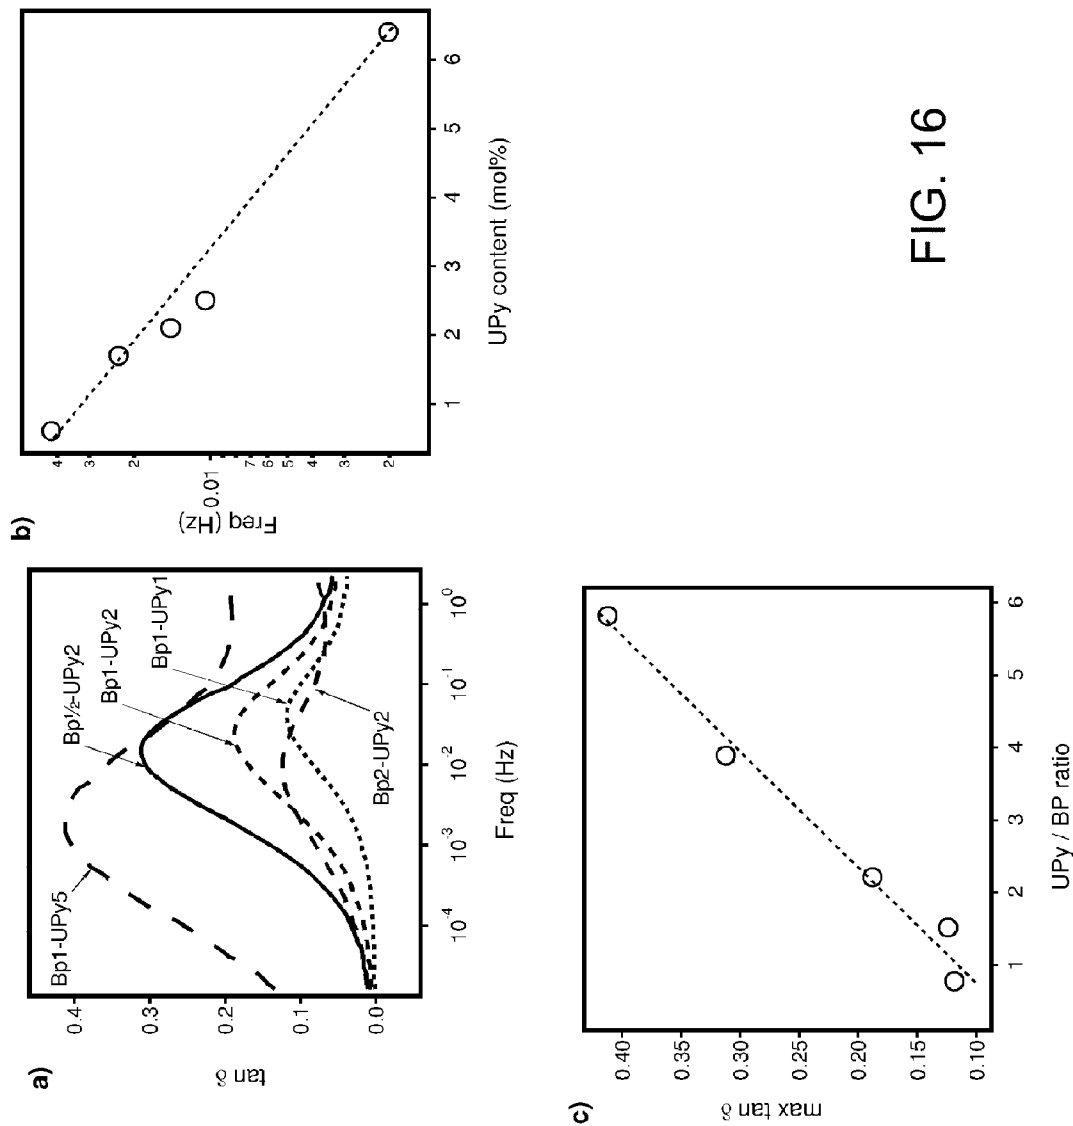 a)
tan δ
0.4
0.3
0.2
0.1
0.0
Bp1-UPy5
Bp½-UPy2
Bp1-UPy2
Bp1-UPy1
Bp2-UPy2
10⁻⁴
10⁻³
10⁻²
10⁻¹
10⁰
Freq (Hz)
b)
Freq (Hz)
4
3
2
0.01
7
6
5
4
3
2
1
2
3
4
5
6
UPy content (mol%)
c)
max tan δ
0.40
0.35
0.30
0.25
0.20
0.15
0.10
1
2
3
4
5
6
UPy / BP ratio
FIG. 16